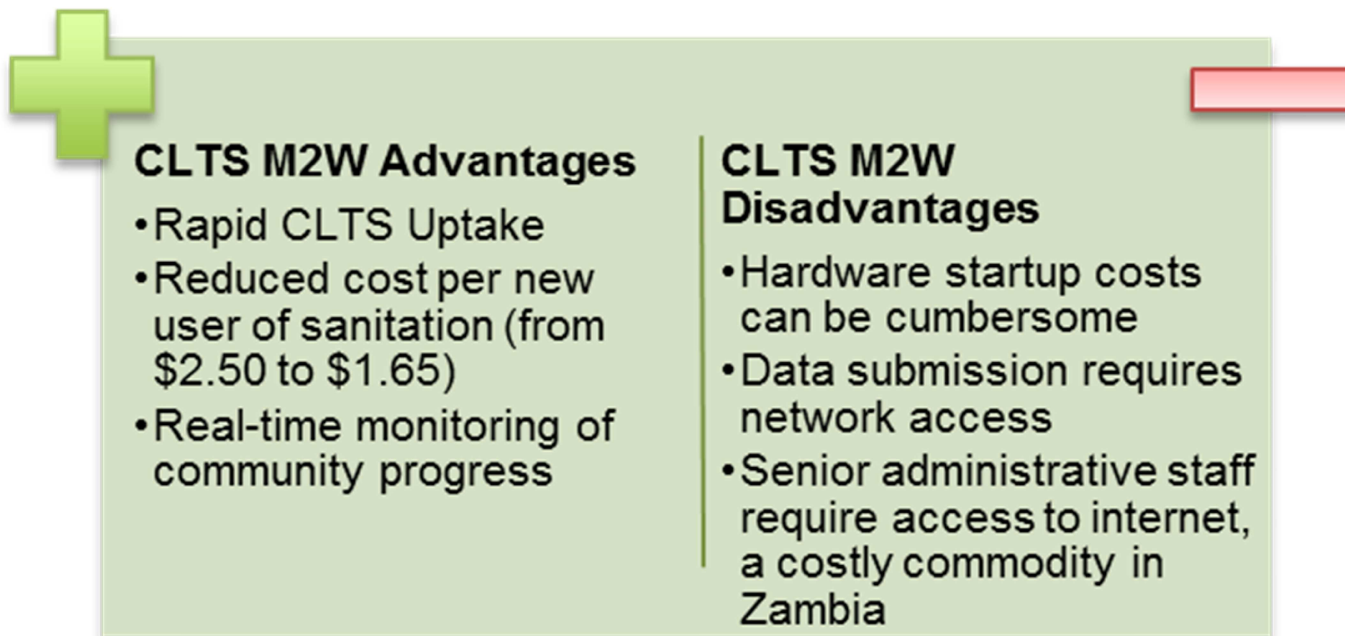 CLTS M2W Advantages
•Rapid CLTS Uptake
•Reduced cost per new
user of sanitation (from
$2.50 to $1.65)
•Real-time monitoring of
community progress
CLTS M2W
Disadvantages
•Hardware startup costs
can be cumbersome
•Data submission requires
network access
•Senior administrative staff
require access to internet,
a costly commodity in
Zambia